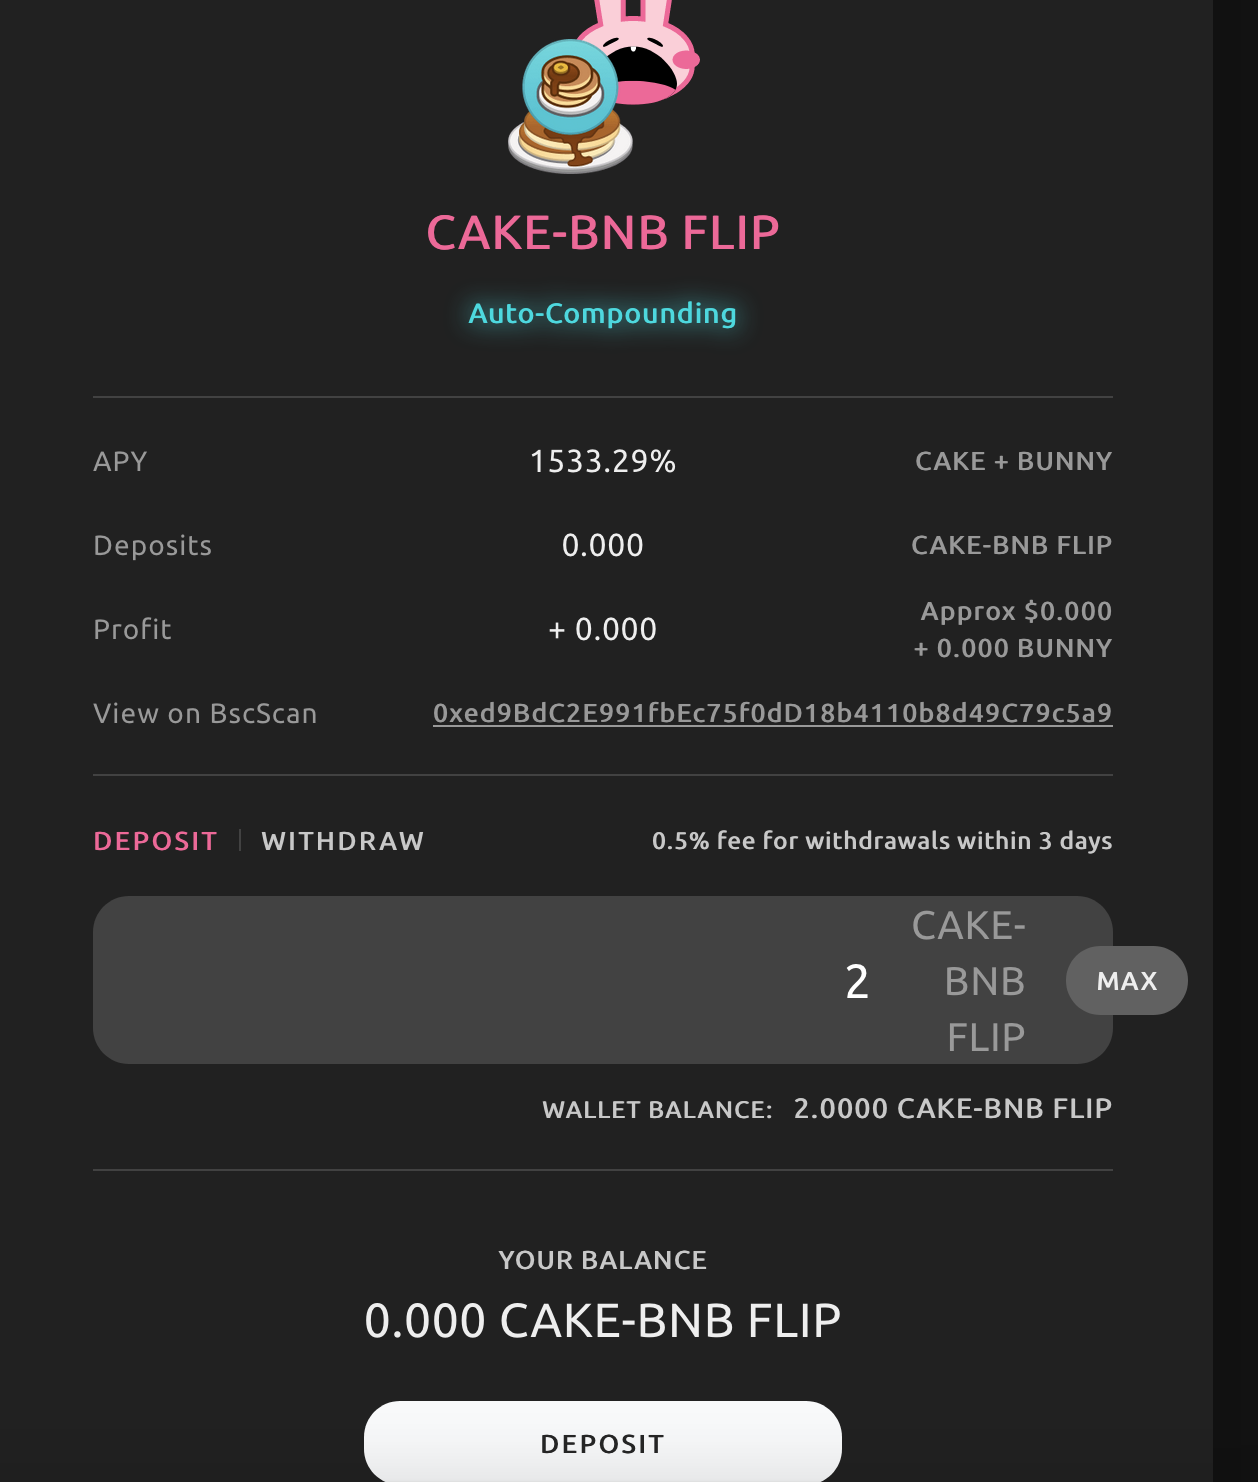 CAKE-BNB FLIP
Auto-Compounding
APY 1533.29% CAKE + BUNNY
Deposits 0.000 CAKE-BNB FLIP
Profit + 0.000 Approx $0.000
+ 0.000 BUNNY
View on BscScan 0xed9BdC2E991fbEc75f0dD18b4110b8d49C79c5a9
DEPOSIT | WITHDRAW 0.5% fee for withdrawals within 3 days
2 CAKE-
BNB
FLIP
MAX
WALLET BALANCE: 2.0000 CAKE-BNB FLIP
YOUR BALANCE
0.000 CAKE-BNB FLIP
DEPOSIT